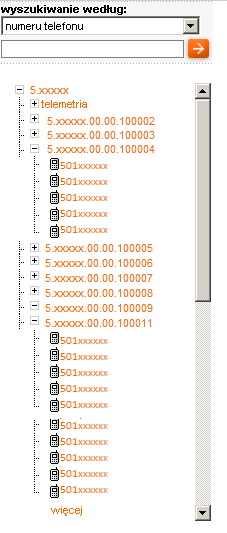 wyszukiwanie według:
numeru telefonu
5.xxxxx
telemetria
5.xxxxx.00.00.100002
5.xxxxx.00.00.100003
5.xxxxx.00.00.100004
501xxxxxx
501xxxxxx
501xxxxxx
501xxxxxx
501xxxxxx
5.xxxxx.00.00.100005
5.xxxxx.00.00.100006
5.xxxxx.00.00.100007
5.xxxxx.00.00.100008
5.xxxxx.00.00.100009
5.xxxxx.00.00.100011
501xxxxxx
501xxxxxx
501xxxxxx
501xxxxxx
501xxxxxx
501xxxxxx
501xxxxxx
501xxxxxx
501xxxxxx
501xxxxxx
więcej